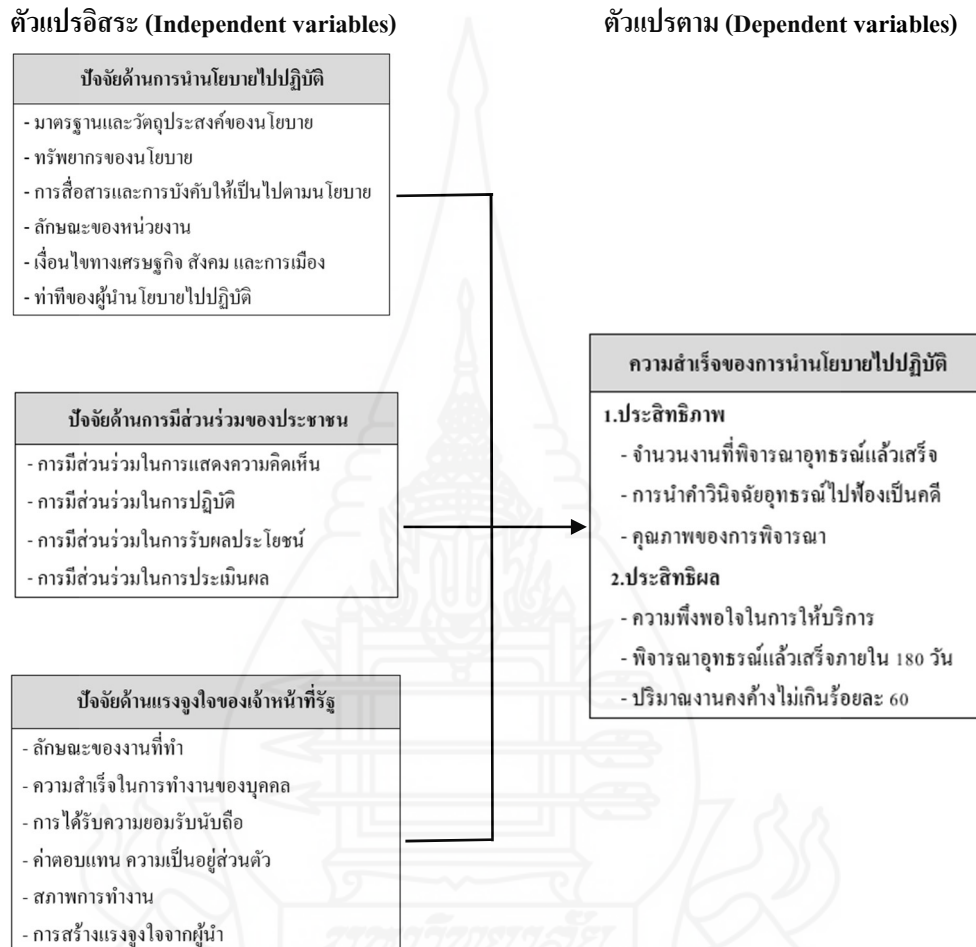 ตัวแปรอิสระ (Independent variables)
ตัวแปรตาม (Dependent variables)
ปัจจัยด้านการนำนโยบายไปปฏิบัติ
- มาตรฐานและวัตถุประสงค์ของนโยบาย
- ทรัพยากรของนโยบาย
- การสื่อสารและการบังคับให้เป็นไปตามนโยบาย
- ลักษณะของหน่วยงาน
- เงื่อนไขทางเศรษฐกิจ สังคม และการเมือง
- ท่าทีของผู้นำนโยบายไปปฏิบัติ
ปัจจัยด้านการมีส่วนร่วมของประชาชน
- การมีส่วนร่วมในการแสดงความคิดเห็น
- การมีส่วนร่วมในการปฏิบัติ
- การมีส่วนร่วมในการรับผลประโยชน์
- การมีส่วนร่วมในการประเมินผล
ปัจจัยด้านแรงจูงใจของเจ้าหน้าที่รัฐ
- ลักษณะของงานที่ทำ
- ความสำเร็จในการทำงานของบุคคล
- การได้รับความยอมรับนับถือ
- ค่าตอบแทน ความเป็นอยู่ส่วนตัว
- สภาพการทำงาน
- การสร้างแรงจูงใจจากผู้นำ
ความสำเร็จของการนำนโยบายไปปฏิบัติ
1.ประสิทธิภาพ
- จำนวนงานที่พิจารณาอุทธรณ์แล้วเสร็จ
- การนำคำวินิจฉัยอุทธรณ์ไปฟ้องเป็นคดี
- คุณภาพของการพิจารณา
2.ประสิทธิผล
- ความพึงพอใจในการให้บริการ
- พิจารณาอุทธรณ์แล้วเสร็จภายใน 180 วัน
- ปริมาณงานคงค้างไม่เกินร้อยละ 60